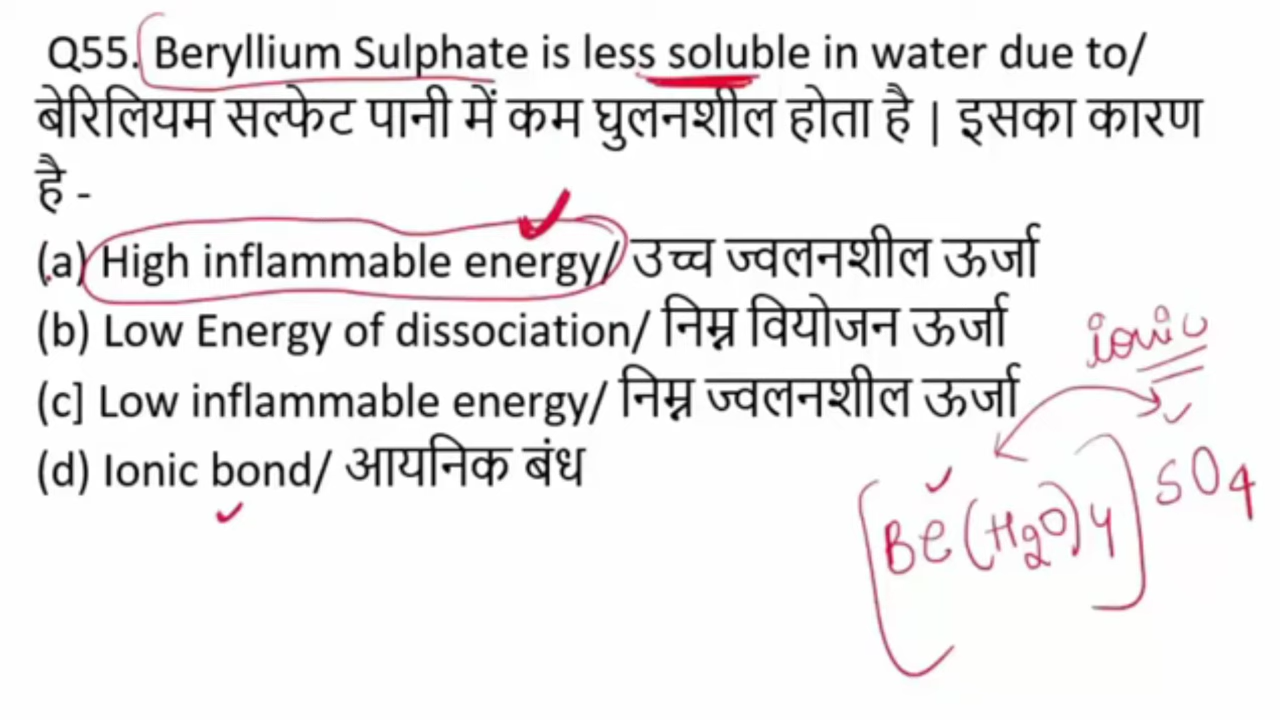 Q55. Beryllium Sulphate is less soluble in water due to/
बेरिलियम सल्फेट पानी में कम घुलनशील होता है | इसका कारण
है -
(a) High inflammable energy/ उच्च ज्वलनशील ऊर्जा
(b) Low Energy of dissociation/ निम्न वियोजन ऊर्जा
(c] Low inflammable energy/ निम्न ज्वलनशील ऊर्जा
(d) Ionic bond/ आयनिक बंध
ionic
[Be(H2O)4]SO4